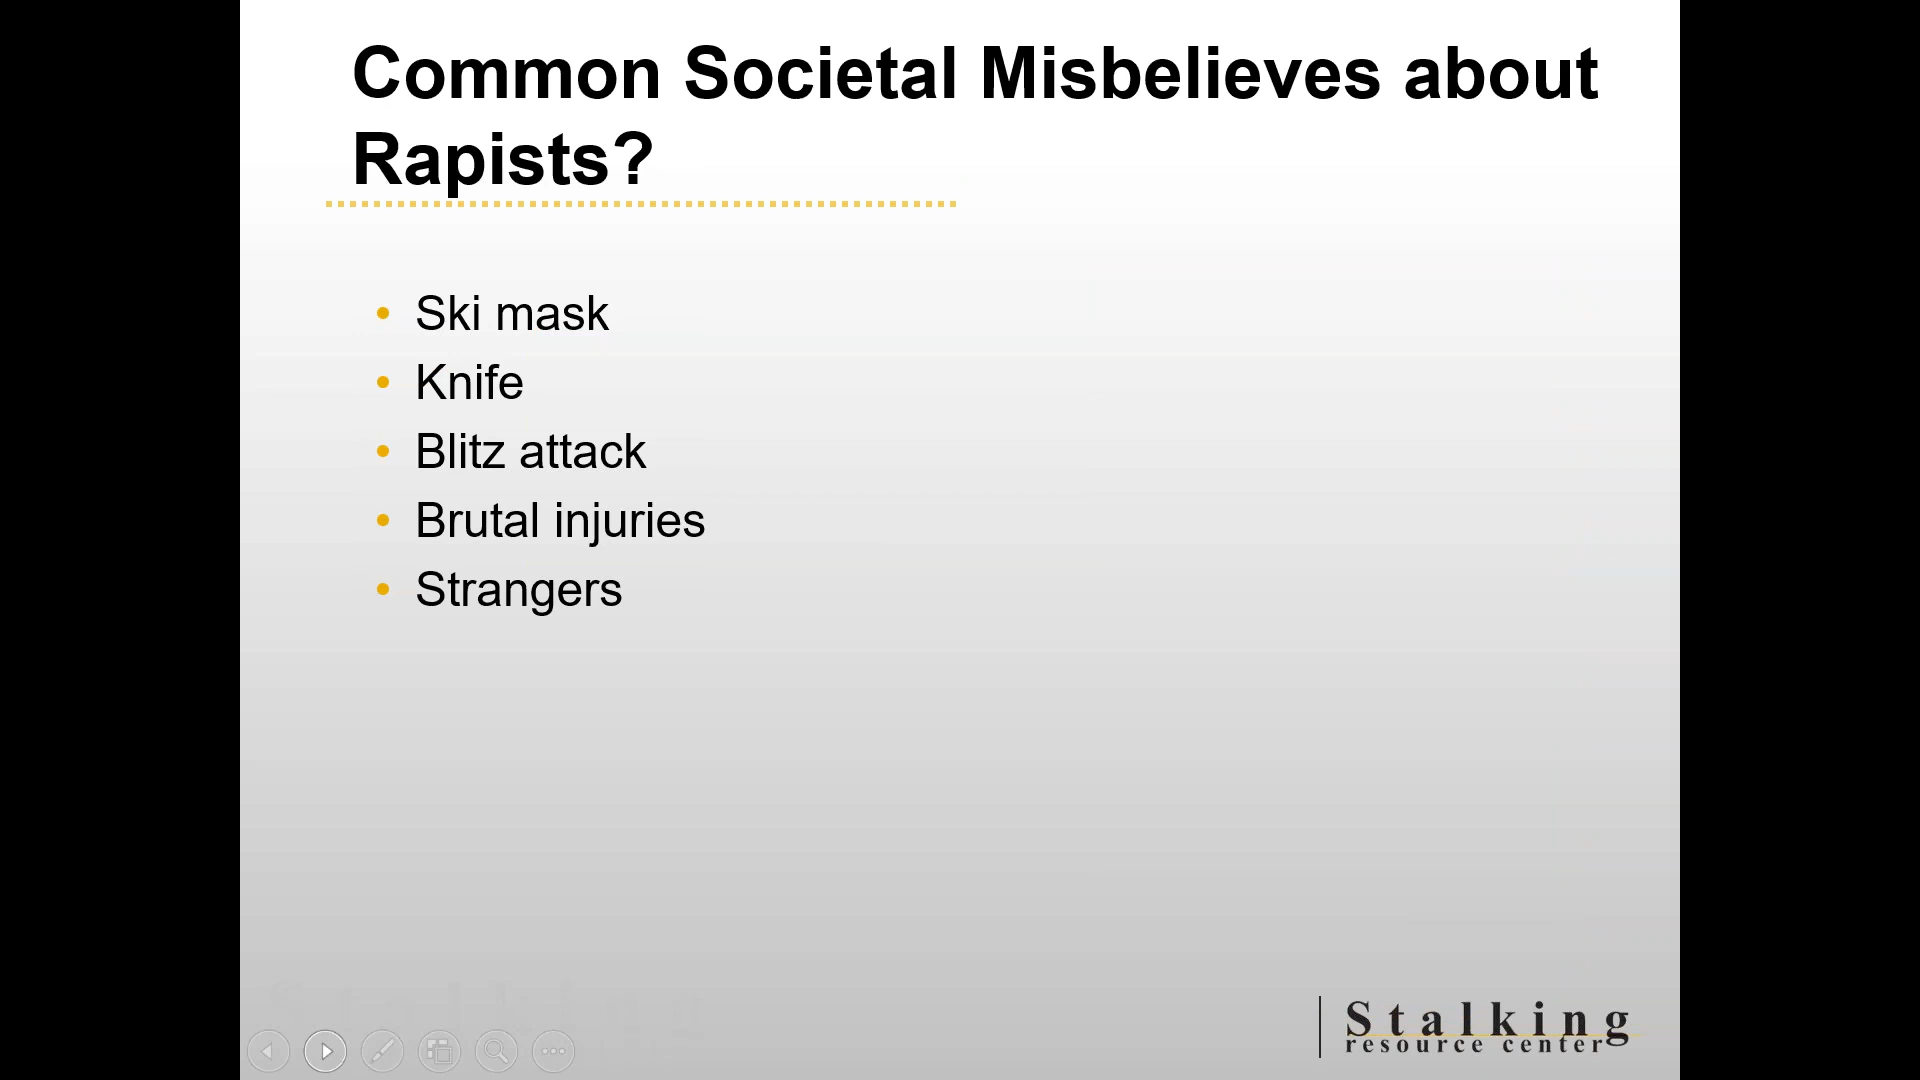 Common Societal Misbelieves about
Rapists?
• Ski mask
• Knife
• Blitz attack
• Brutal injuries
• Strangers
Stalking
resource center